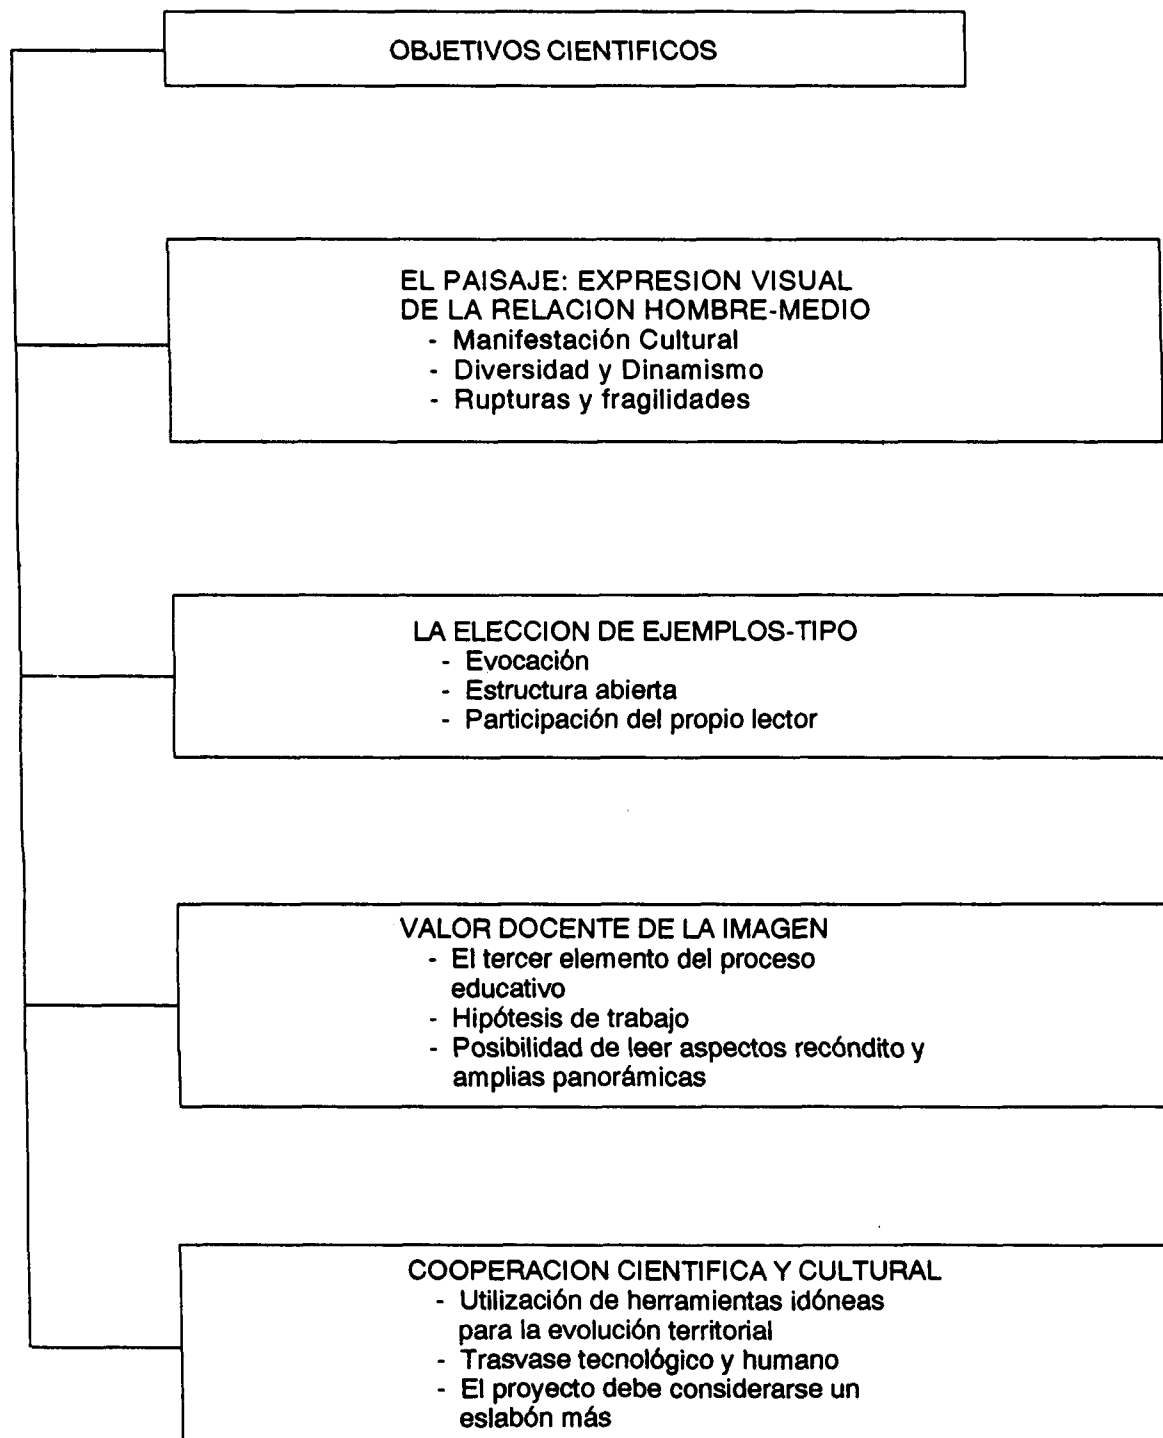 OBJETIVOS CIENTIFICOS
EL PAISAJE: EXPRESION VISUAL
DE LA RELACION HOMBRE-MEDIO
- Manifestación Cultural
- Diversidad y Dinamismo
- Rupturas y fragilidades
LA ELECCION DE EJEMPLOS-TIPO
- Evocación
- Estructura abierta
- Participación del propio lector
VALOR DOCENTE DE LA IMAGEN
- El tercer elemento del proceso
educativo
- Hipótesis de trabajo
- Posibilidad de leer aspectos recóndito y
amplias panorámicas
COOPERACION CIENTIFICA Y CULTURAL
- Utilización de herramientas idóneas
para la evolución territorial
- Trasvase tecnológico y humano
- El proyecto debe considerarse un
eslabón más